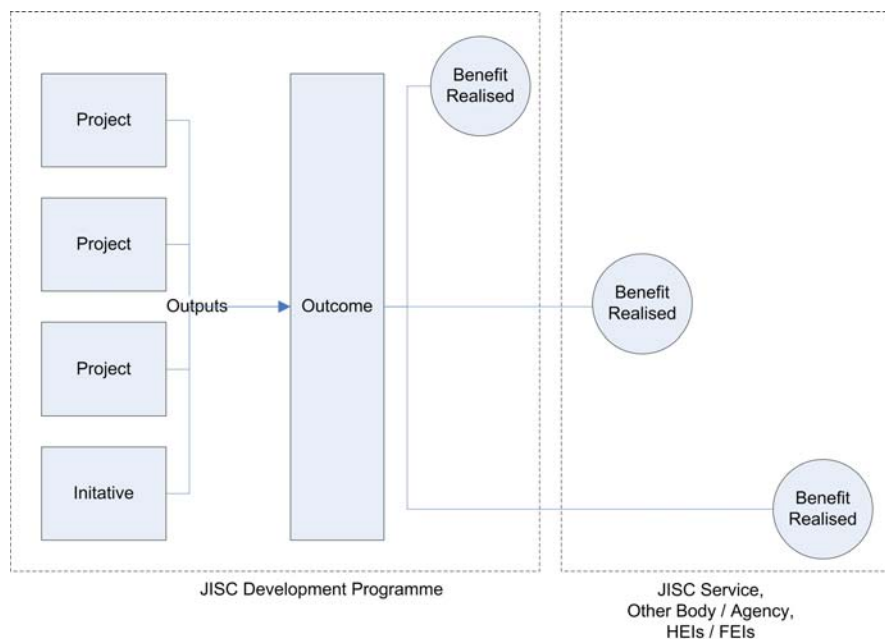 Project
Project
Project
Initative
Outputs
Outcome
Benefit
Realised
Benefit
Realised
Benefit
Realised
JISC Development Programme
JISC Service,
Other Body / Agency,
HEIs / FEIs